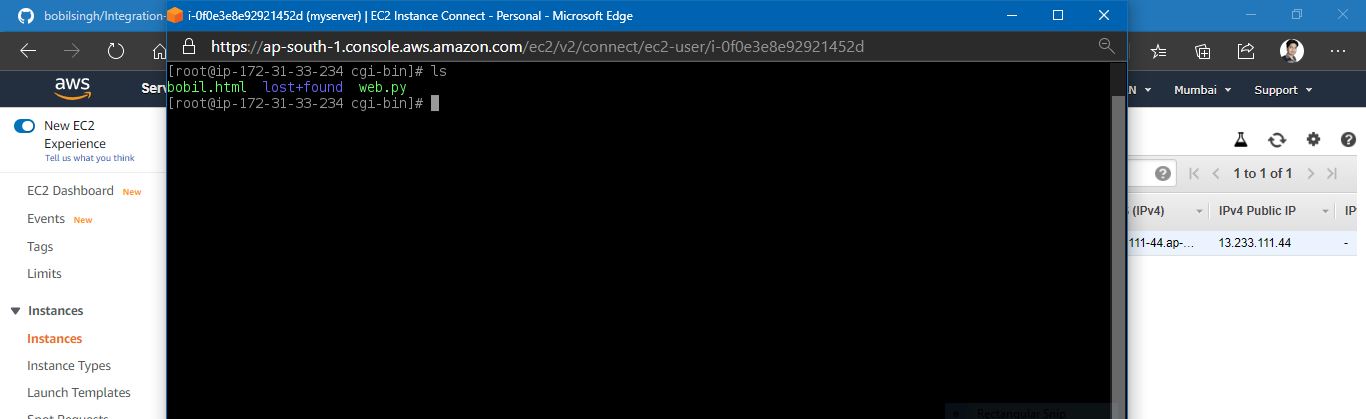 bobilsingh/Integration-
i-0f0e3e8e92921452d (myserver) | EC2 Instance Connect - Personal - Microsoft Edge
https://ap-south-1.console.aws.amazon.com/ec2/v2/connect/ec2-user/i-0f0e3e8e92921452d
aws
Serv
N
Mumbai
Support
[root@ip-172-31-33-234 cgi-bin]# ls
bobil.html lost+found web.py
[root@ip-172-31-33-234 cgi-bin]#
New EC2
Experience
Tell us what you think
EC2 Dashboard New
Events New
Tags
Limits
Instances
Instances
Instance Types
Launch Templates
Spot Requests
1 to 1 of 1
(IPv4)
IPv4 Public IP
IP
111-44.ap-...
13.233.111.44
-
Rectangular Snip